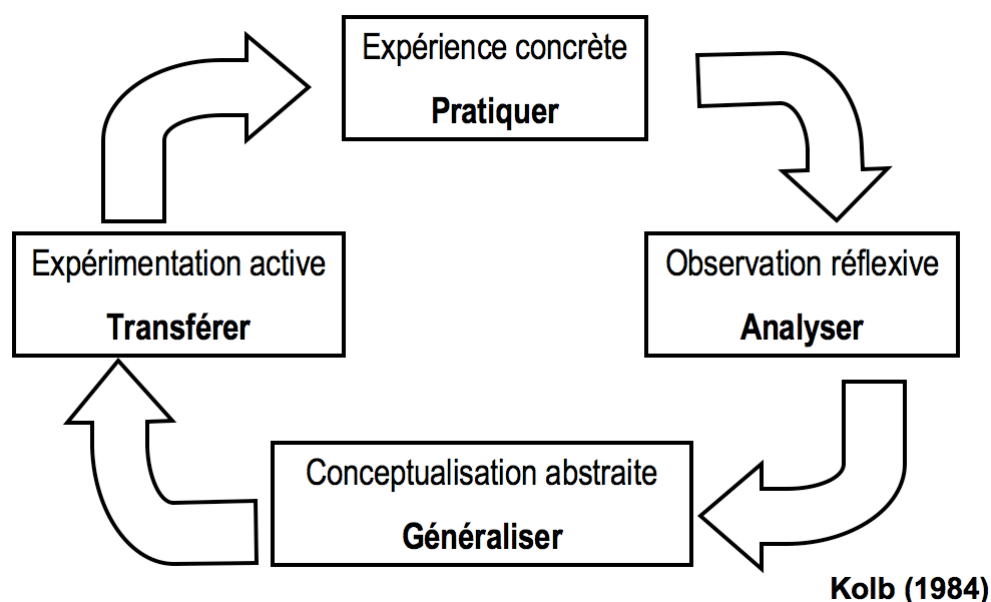 Expérience concrète
Pratiquer
Observation réflexive
Analyser
Conceptualisation abstraite
Généraliser
Expérimentation active
Transférer
Kolb (1984)